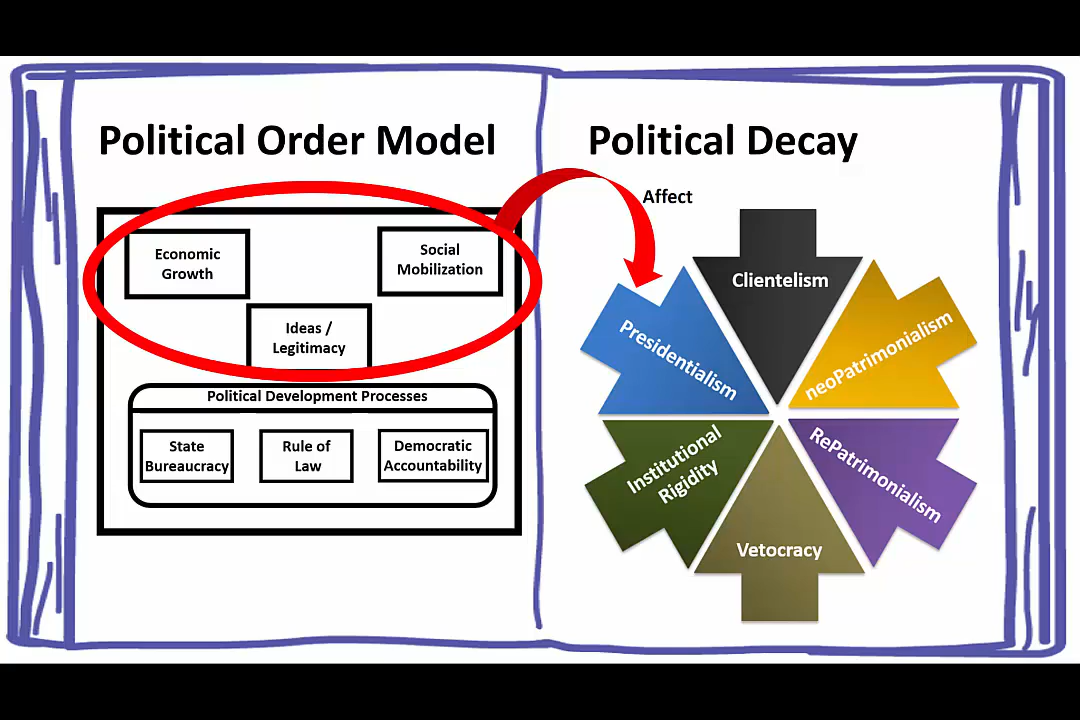 Political Order Model
Economic
Growth
Social
Mobilization
Ideas /
Legitimacy
Political Development Processes
State
Bureaucracy
Rule of
Law
Democratic
Accountability
Political Decay
Affect
Clientelism
Presidentialism
neoPatrimonialism
Institutional
Rigidity
RePatrimonialism
Vetocracy